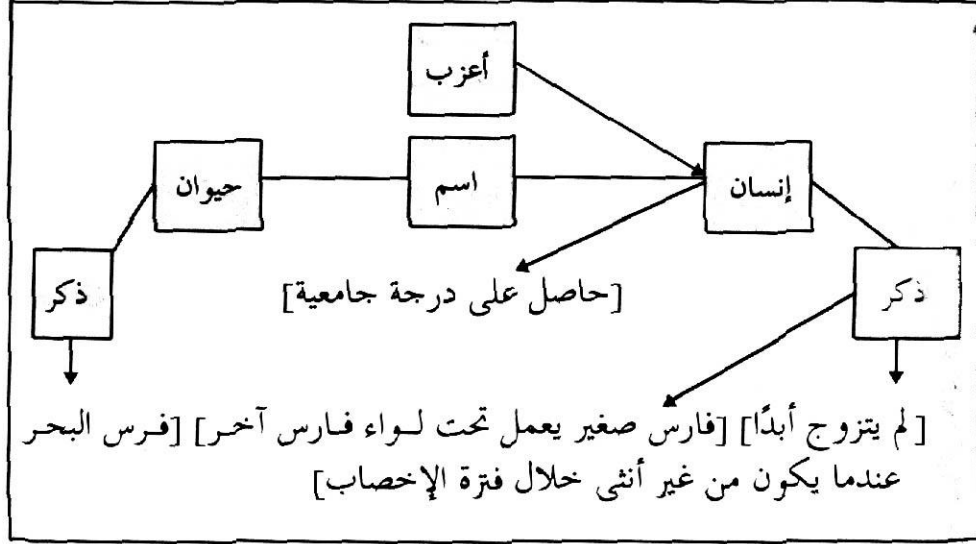 أعزب
إنسان
اسم
حيوان
ذكر
ذكر
[حاصل على درجة جامعية]
[لم يتزوج أبدًا] [فارس صغير يعمل تحت لواء فارس آخر] [فرس البحر
عندما يكون من غير أنثى خلال فترة الإخصاب]